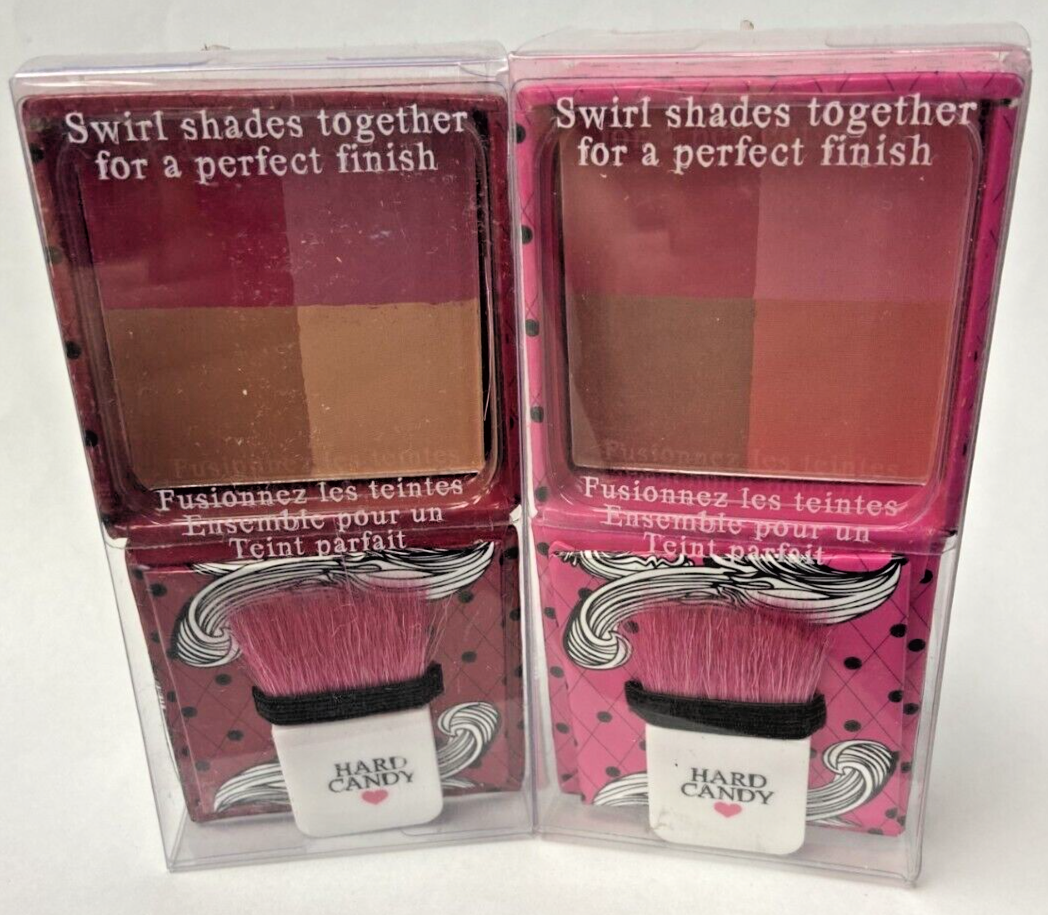 Swirl shades together
for a perfect finish
Fusionnez les teintes
Ensemble pour un
Teint parfait
HARD
CANDY
Swirl shades together
for a perfect finish
Fusionnez les teintes
Ensemble pour un
Teint parfait
HARD
CANDY